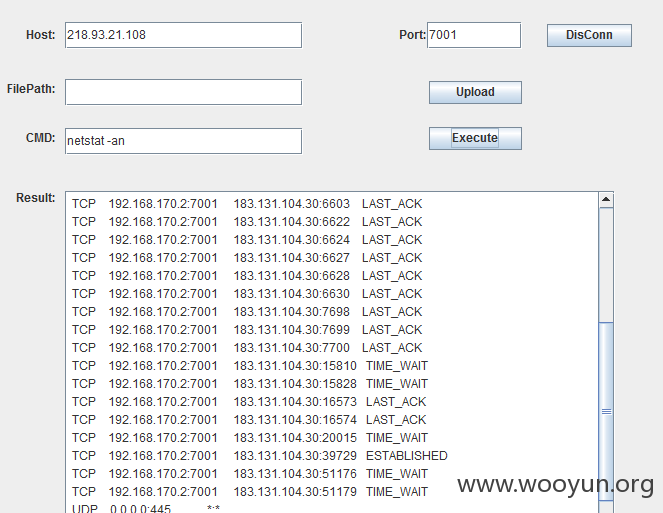 Host: 218.93.21.108 Port: 7001 DisConn
FilePath: Upload
CMD: netstat -an Execute
Result:
TCP 192.168.170.2:7001 183.131.104.30:6603 LAST_ACK
TCP 192.168.170.2:7001 183.131.104.30:6622 LAST_ACK
TCP 192.168.170.2:7001 183.131.104.30:6624 LAST_ACK
TCP 192.168.170.2:7001 183.131.104.30:6627 LAST_ACK
TCP 192.168.170.2:7001 183.131.104.30:6628 LAST_ACK
TCP 192.168.170.2:7001 183.131.104.30:6630 LAST_ACK
TCP 192.168.170.2:7001 183.131.104.30:7698 LAST_ACK
TCP 192.168.170.2:7001 183.131.104.30:7699 LAST_ACK
TCP 192.168.170.2:7001 183.131.104.30:7700 LAST_ACK
TCP 192.168.170.2:7001 183.131.104.30:15810 TIME_WAIT
TCP 192.168.170.2:7001 183.131.104.30:15828 TIME_WAIT
TCP 192.168.170.2:7001 183.131.104.30:16573 LAST_ACK
TCP 192.168.170.2:7001 183.131.104.30:16574 LAST_ACK
TCP 192.168.170.2:7001 183.131.104.30:20015 TIME_WAIT
TCP 192.168.170.2:7001 183.131.104.30:39729 ESTABLISHED
TCP 192.168.170.2:7001 183.131.104.30:51176 TIME_WAIT
TCP 192.168.170.2:7001 183.131.104.30:51179 TIME_WAIT
UDP 0.0.0.0:445 *:*
www.wooyun.org